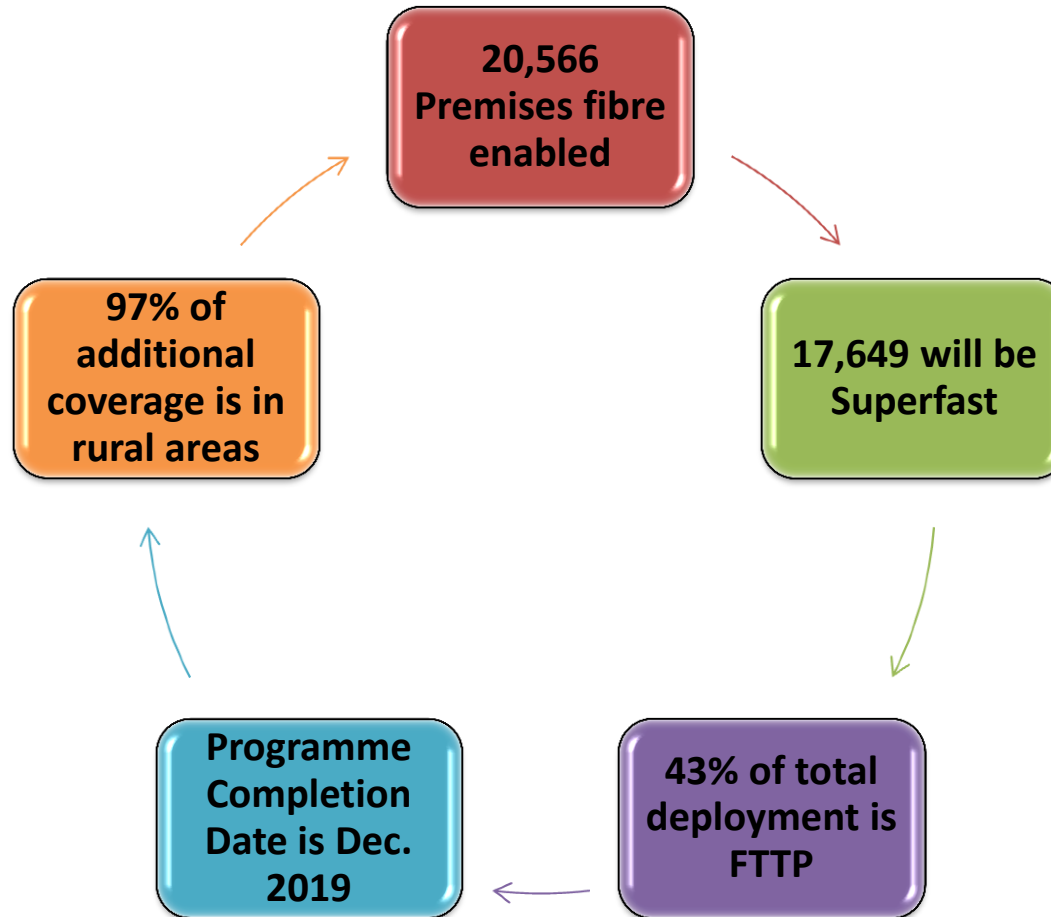 20,566
Premises fibre
enabled
17,649 will be
Superfast
43% of total
deployment is
FTTP
Programme
Completion
Date is Dec.
2019
97% of
additional
coverage is in
rural areas